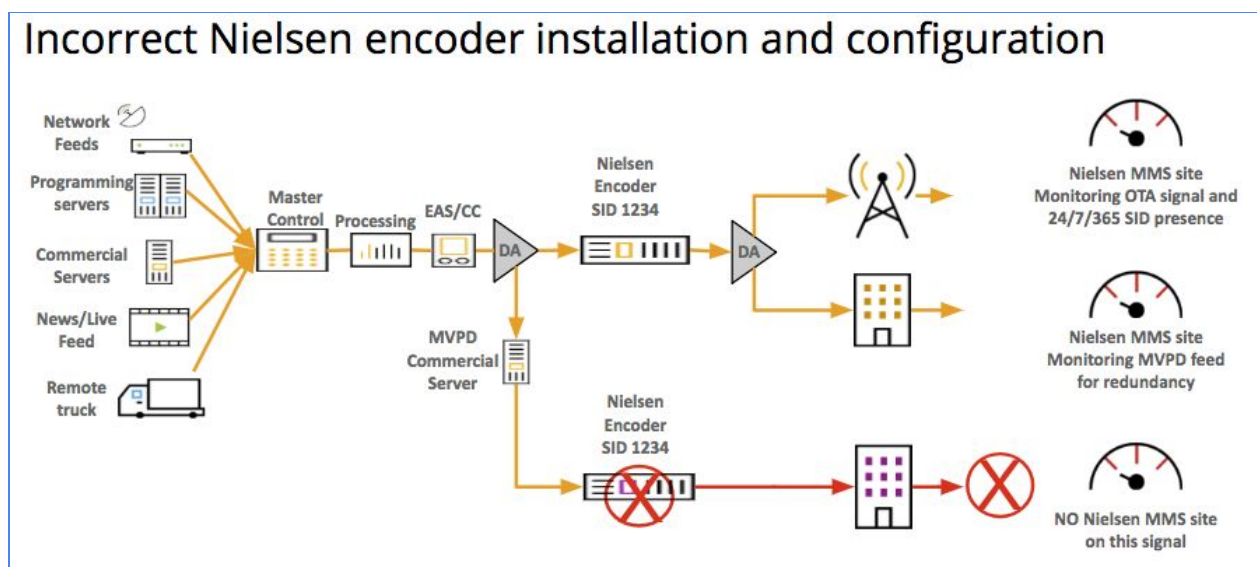 Incorrect Nielsen encoder installation and configuration
Network
Feeds
Programming
servers
Commercial
Servers
News/Live
Feed
Remote
truck
Master
Control
Processing
EAS/CC
DA
MVPD
Commercial
Server
Nielsen
Encoder
SID 1234
DA
Nielsen
Encoder
SID 1234
Nielsen MMS site
Monitoring OTA signal and
24/7/365 SID presence
Nielsen MMS site
Monitoring MVPD feed
for redundancy
NO Nielsen MMS site
on this signal